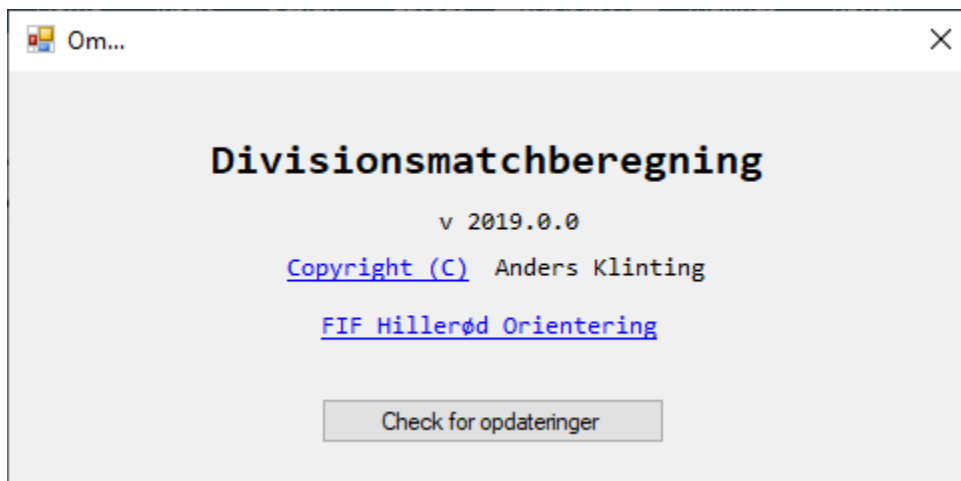 Om...
Divisionsmatchberegning
v 2019.0.0
Copyright (C) Anders Klinting
FIF Hillerød Orientering
Check for opdateringer